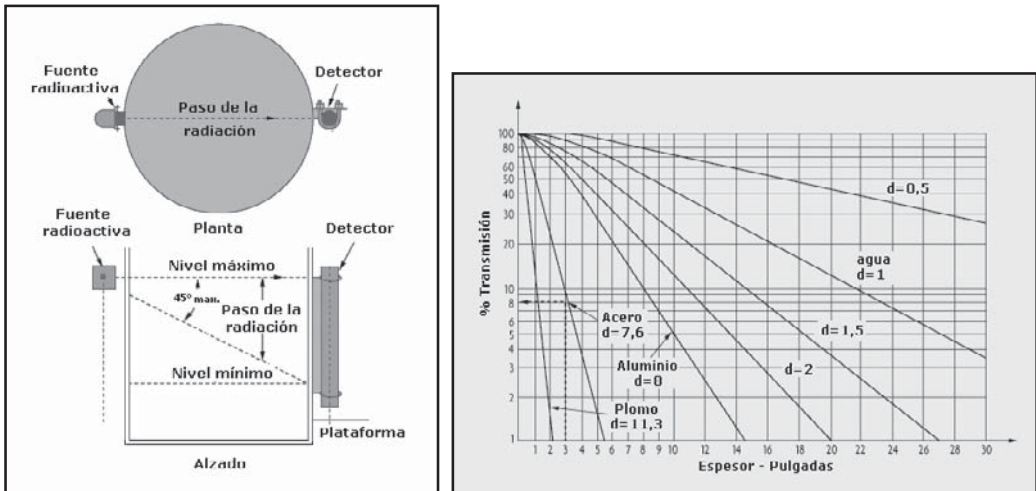 Fuente
radioactiva
Detector
Paso de la
radiación
Fuente
radioactiva
Planta
Detector
Nivel máximo
45º max.
Paso de la
radiación
Nivel mínimo
Plataforma
Alzado
% Transmisión
100
80
60
50
40
30
20
10
8
6
5
4
3
2
1
d=0,5
agua
d=1
d=1,5
d=2
Acero
d=7,6
Aluminio
d=0
Plomo
d=11,3
1 2 3 4 5 6 7 8 9 10 12 14 16 18 20 22 24 26 28 30
Espesor - Pulgadas